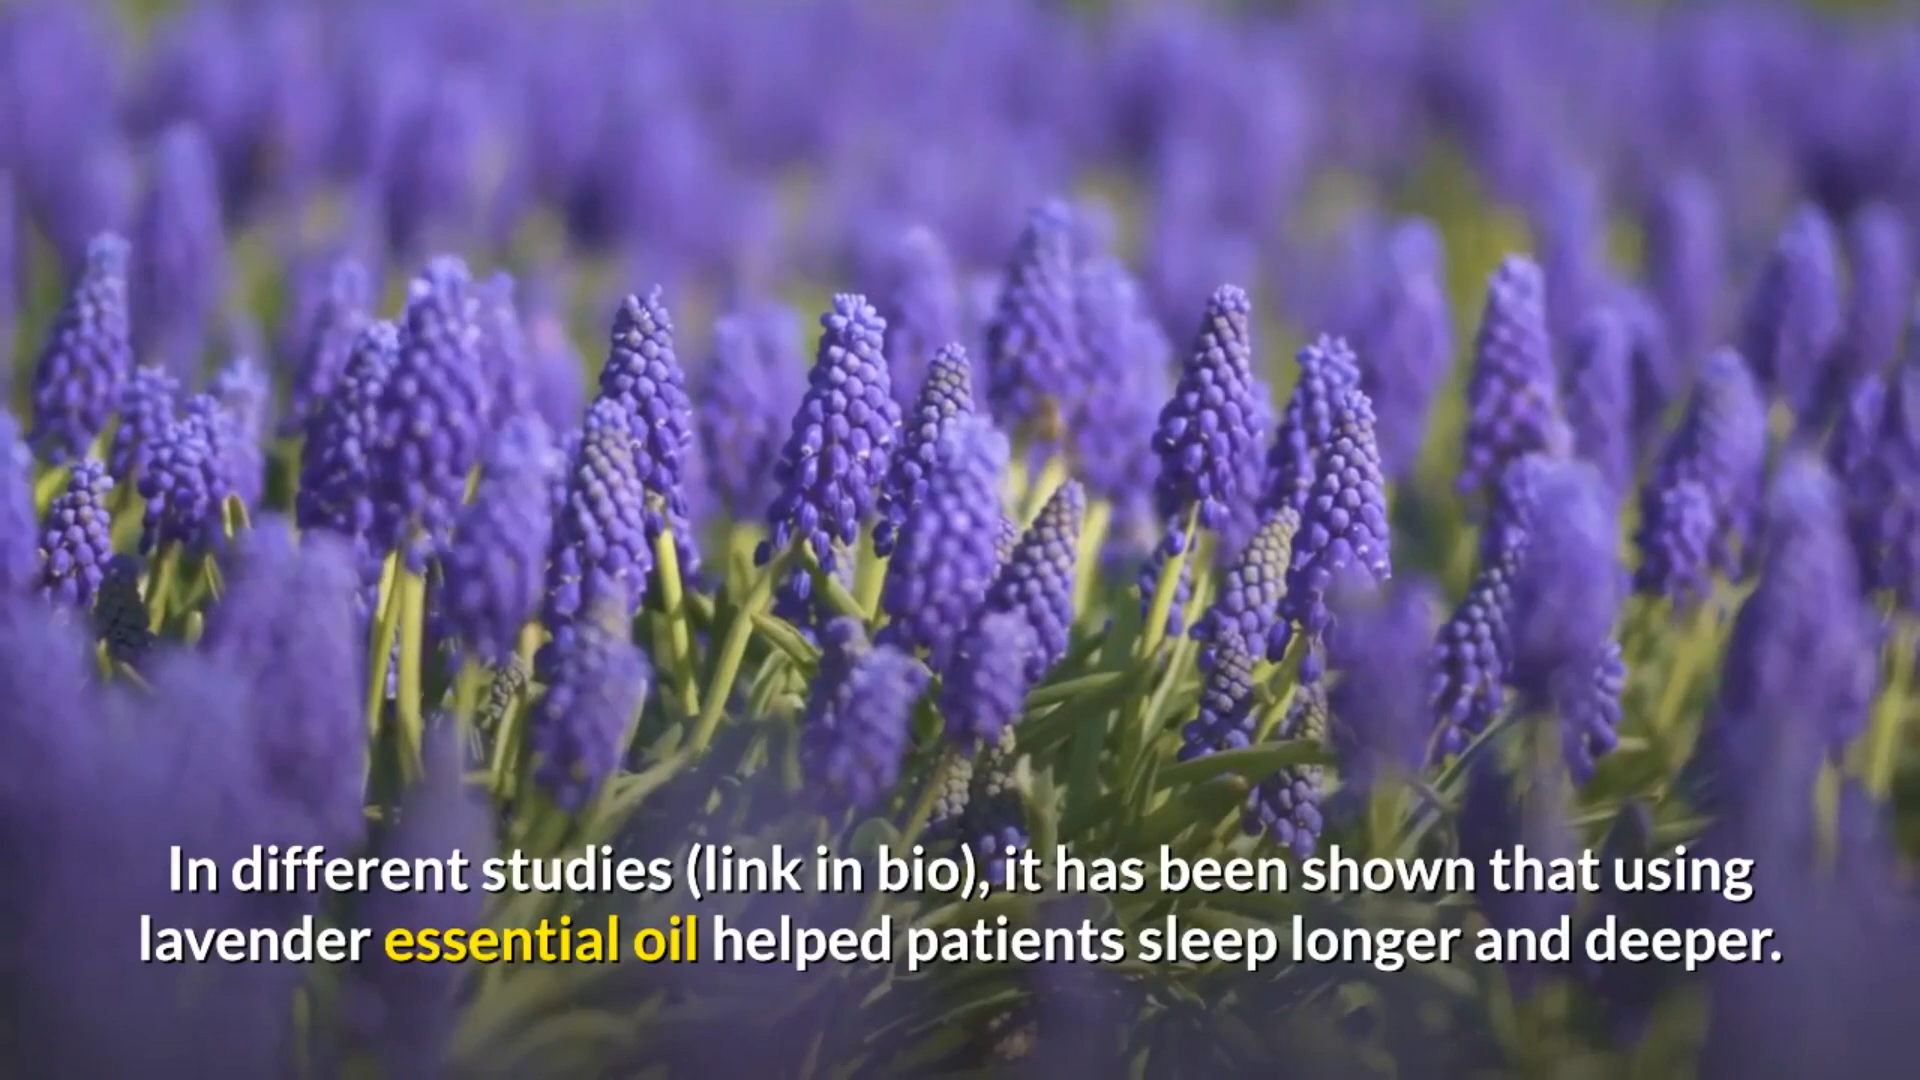 In different studies (link in bio), it has been shown that using
lavender essential oil helped patients sleep longer and deeper.